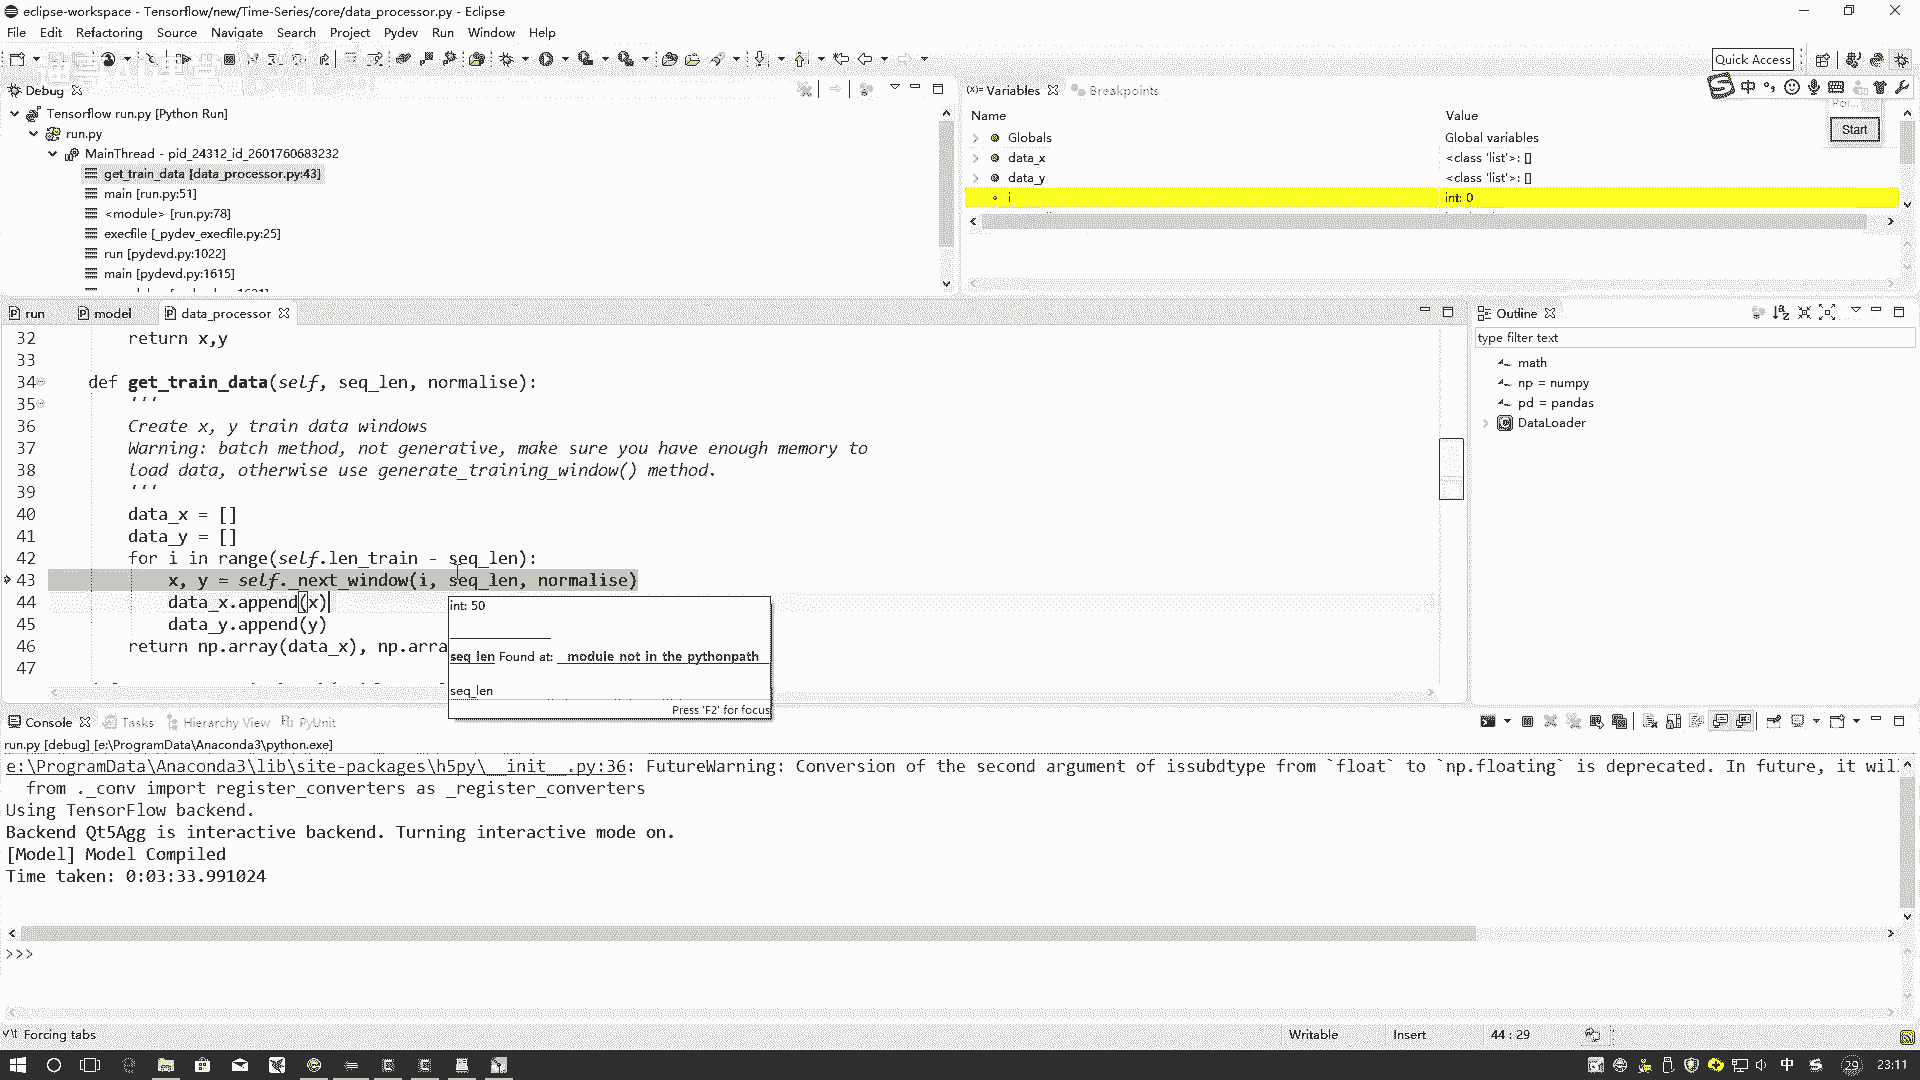 eclipse-workspace - Tensorflow/new/Time-Series/core/data_processor.py - Eclipse
File Edit Refactoring Source Navigate Search Project Pydev Run Window Help
Quick Access
Debug
Tensorflow run.py [Python Run]
run.py
MainThread - pid_24312_id_2601760683232
get_train_data [data_processor.py:43]
main [run.py:51]
<module> [run.py:78]
execfile [_pydev_execfile.py:25]
run [pydevd.py:1022]
main [pydevd.py:1615]
(x)= Variables Breakpoints
Name Value
Globals Global variables
data_x <class 'list'>: []
data_y <class 'list'>: []
i int: 0
中
Start
run model data_processor
32 return x,y
33
34 def get_train_data(self, seq_len, normalise):
35 '''
36 Create x, y train data windows
37 Warning: batch method, not generative, make sure you have enough memory to
38 load data, otherwise use generate_training_window() method.
39 '''
40 data_x = []
41 data_y = []
42 for i in range(self.len_train - seq_len):
43 x, y = self._next_window(i, seq_len, normalise)
44 data_x.append(x)
45 data_y.append(y)
46 return np.array(data_x), np.arra
47
int: 50
seq_len Found at: module not in the pythonpath
seq_len
Press 'F2' for focus
Outline
type filter text
math
np = numpy
pd = pandas
DataLoader
Console Tasks Hierarchy View PyUnit
run.py [debug] [e:\ProgramData\Anaconda3\python.exe]
e:\ProgramData\Anaconda3\lib\site-packages\h5py\__init__.py:36: FutureWarning: Conversion of the second argument of issubdtype from `float` to `np.floating` is deprecated. In future, it wil
from ._conv import register_converters as _register_converters
Using TensorFlow backend.
Backend Qt5Agg is interactive backend. Turning interactive mode on.
[Model] Model Compiled
Time taken: 0:03:33.991024
>>>
Forcing tabs Writable Insert 44 : 29
中 29 23:11